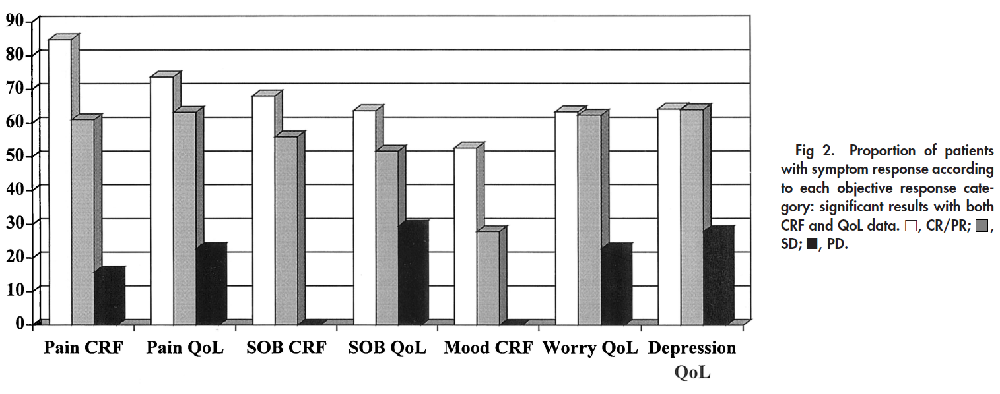 90
80
70
60
50
40
30
20
10
0
Pain CRF Pain QoL SOB CRF SOB QoL Mood CRF Worry QoL Depression
QoL
Fig 2. Proportion of patients
with symptom response according
to each objective response cate-
gory: significant results with both
CRF and QoL data. □, CR/PR; ■,
SD; ■, PD.